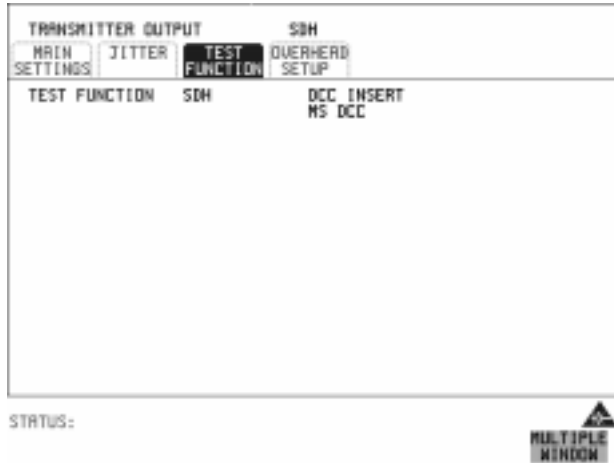 TRANSMITTER OUTPUT SDH
MAIN SETTINGS JITTER TEST FUNCTION OVERHEAD SETUP
TEST FUNCTION SDH DCC INSERT
MS DCC
STATUS:
MULTIPLE WINDOW